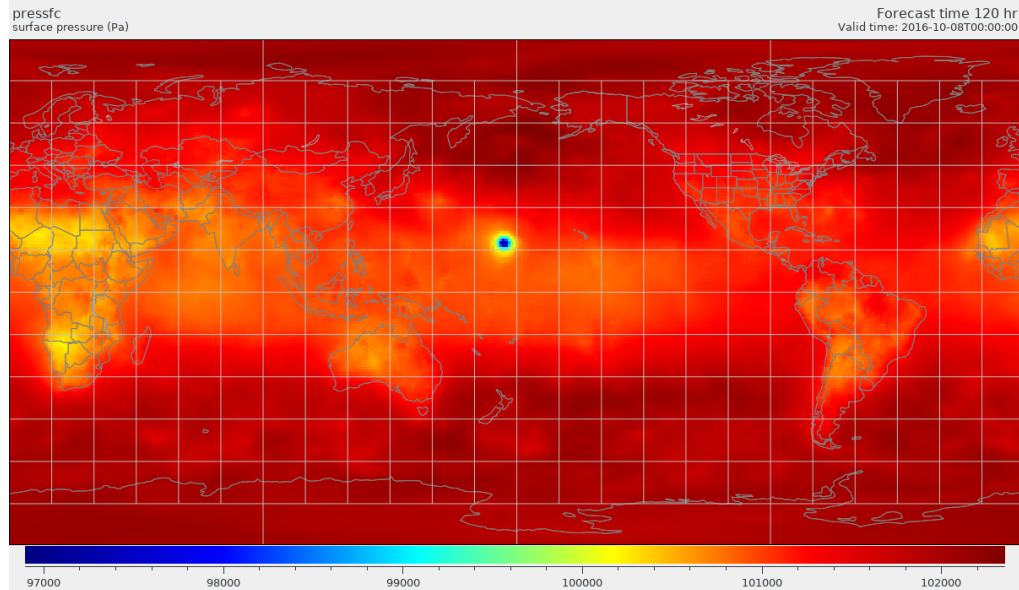 pressfc
surface pressure (Pa)
Forecast time 120 hr
Valid time: 2016-10-08T00:00:00
97000 98000 99000 100000 101000 102000